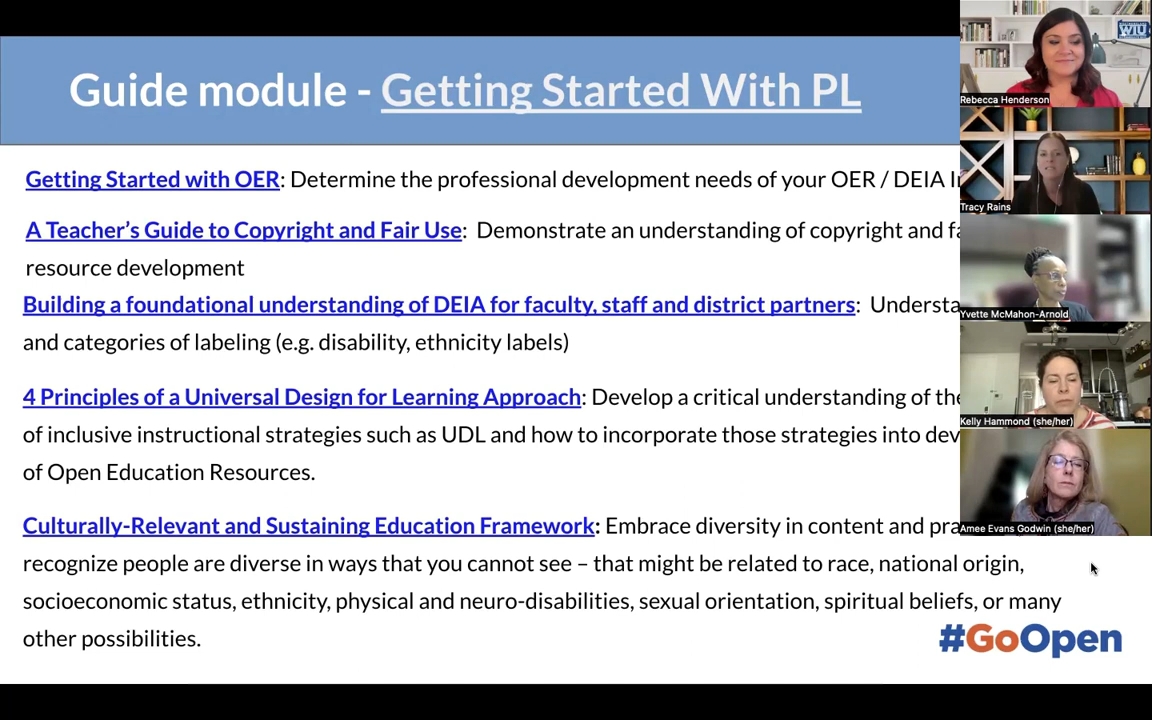 Guide module - Getting Started With PL
Getting Started with OER: Determine the professional development needs of your OER / DEIA
A Teacher’s Guide to Copyright and Fair Use:  Demonstrate an understanding of copyright and
resource development
Building a foundational understanding of DEIA for faculty, staff and district partners:
and categories of labeling (e.g. disability, ethnicity labels)
4 Principles of a Universal Design for Learning Approach: Develop a critical understanding of
of inclusive instructional strategies such as UDL and how to incorporate those strategies into
of Open Education Resources.
Culturally-Relevant and Sustaining Education Framework: Embrace diversity in content and
recognize people are diverse in ways that you cannot see – that might be related to race, national origin,
socioeconomic status, ethnicity, physical and neuro-disabilities, sexual orientation, spiritual beliefs, or many
other possibilities.
#GoOpen
WIU
Rebecca Henderson
Tracy Rains
Yvette McMahon-Arnold
Kelly Hammond (she/her)
Amee Evans Godwin (she/her)